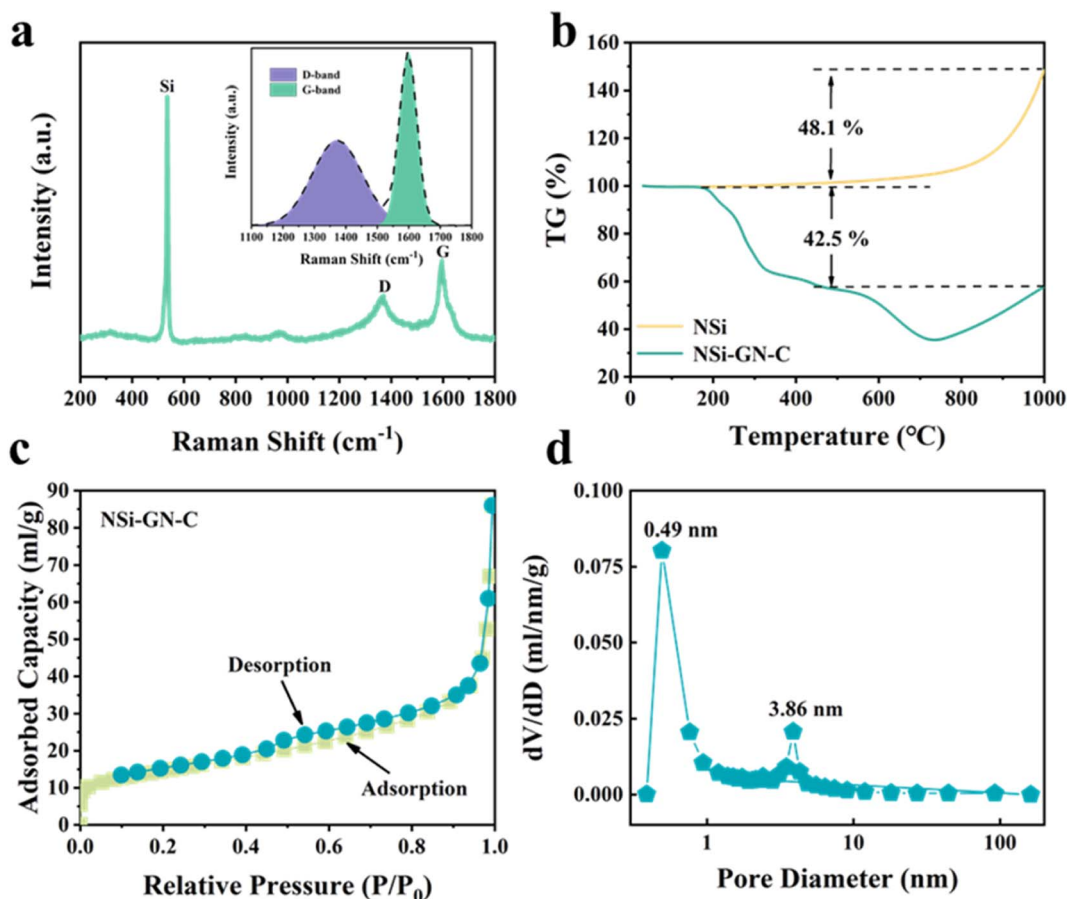 a
Intensity (a.u.)
Si
D
G
D-band
G-band
Intensity (a.u.)
1100 1200 1300 1400 1500 1600 1700 1800
Raman Shift (cm-1)
200 400 600 800 1000 1200 1400 1600 1800
Raman Shift (cm-1)
b
TG (%)
160
140
120
100
80
60
40
20
48.1 %
42.5 %
NSi
NSi-GN-C
0 200 400 600 800 1000
Temperature (°C)
c
Adsorbed Capacity (ml/g)
90
80
70
60
50
40
30
20
10
0
NSi-GN-C
Desorption
Adsorption
0.0 0.2 0.4 0.6 0.8 1.0
Relative Pressure (P/P0)
d
dV/dD (ml/nm/g)
0.100
0.075
0.050
0.025
0.000
0.49 nm
3.86 nm
1 10 100
Pore Diameter (nm)